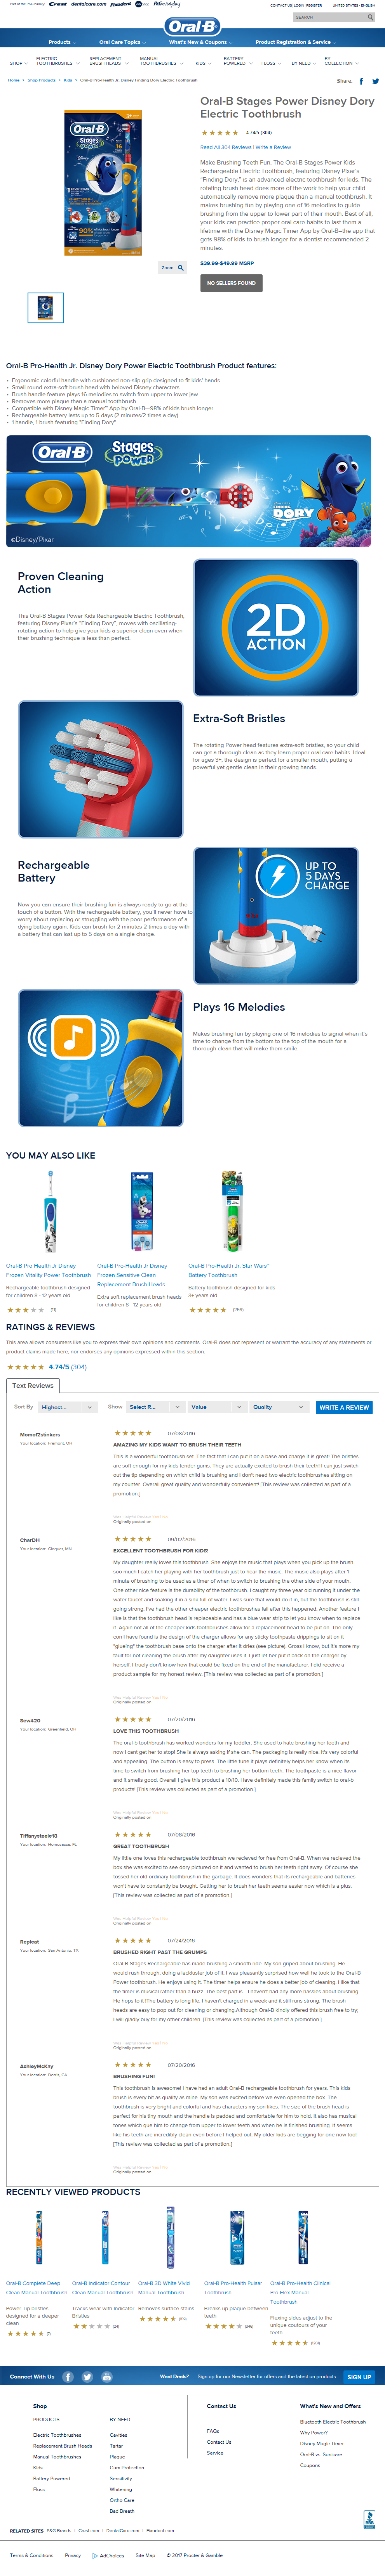 Part of the P&G Family Crest dentalcare.com Fixodent P&G everyday
CONTACT US LOGIN REGISTER UNITED STATES - ENGLISH
Oral-B
SEARCH
Products Oral Care Topics What's New & Coupons Product Registration & Service
SHOP ELECTRIC TOOTHBRUSHES REPLACEMENT BRUSH HEADS MANUAL TOOTHBRUSHES KIDS BATTERY POWERED FLOSS BY NEED BY COLLECTION
Home > Shop Products > Kids > Oral-B Pro-Health Jr. Disney Finding Dory Electric Toothbrush
Share:
Oral-B Stages Power Disney Dory
Electric Toothbrush
4.74/5 (304)
Read All 304 Reviews | Write a Review
Make Brushing Teeth Fun. The Oral-B Stages Power Kids
Rechargeable Electric Toothbrush, featuring Disney Pixar's
"Finding Dory," is an advanced electric toothbrush for kids. The
rotating brush head does more of the work to help your child
automatically remove more plaque than a manual toothbrush. It
makes brushing fun by playing one of 16 melodies to guide
brushing from the upper to lower part of their mouth. Best of all,
your kids can practice proper oral care habits to last them a
lifetime with the Disney Magic Timer App by Oral-B–the app that
gets 98% of kids to brush longer for a dentist-recommended 2
minutes.
$39.99-$49.99 MSRP
NO SELLERS FOUND
Oral-B
Stages
POWER
90%
Zoom
Oral-B Pro-Health Jr. Disney Dory Power Electric Toothbrush Product features:
Ergonomic colorful handle with cushioned non-slip grip designed to fit kids' hands
Small round extra-soft brush head with beloved Disney characters
Brush handle feature plays 16 melodies to switch from upper to lower jaw
Removes more plaque than a manual toothbrush
Compatible with Disney Magic Timer™ App by Oral-B—98% of kids brush longer
Rechargeable battery lasts up to 5 days (2 minutes/2 times a day)
1 handle, 1 brush featuring "Finding Dory"
Oral-B Stages POWER
FINDING DORY
©Disney/Pixar
Proven Cleaning
Action
This Oral-B Stages Power Kids Rechargeable Electric Toothbrush,
featuring Disney Pixar's "Finding Dory", moves with oscillating-
rotating action to help give your kids a superior clean even when
their brushing technique is less than perfect.
2D
ACTION
Extra-Soft Bristles
The rotating Power head features extra-soft bristles, so your child
can get a thorough clean as they learn proper oral care habits. Ideal
for ages 3+, the design is perfect for a smaller mouth, putting a
powerful yet gentle clean in their growing hands.
Rechargeable
Battery
Now you can ensure their brushing fun is always ready to go at the
touch of a button. With the rechargeable battery, you'll never have to
worry about replacing or struggling with the poor performance of a
dying battery again. Kids can brush for 2 minutes 2 times a day with
a battery that can last up to 5 days on a single charge.
UP TO
5 DAYS
CHARGE
Plays 16 Melodies
Makes brushing fun by playing one of 16 melodies to signal when it's
time to change from the bottom to the top of the mouth for a
thorough clean that will make them smile.
YOU MAY ALSO LIKE
Oral-B Pro Health Jr Disney
Frozen Vitality Power Toothbrush
Rechargeable toothbrush designed
for children 8 - 12 years old
(11)
Oral-B Pro-Health Jr Disney
Frozen Sensitive Clean
Replacement Brush Heads
Extra soft replacement brush heads
for children 8 - 12 years old
Oral-B Pro-Health Jr. Star Wars™
Battery Toothbrush
Battery toothbrush designed for kids
3+ years old
(259)
RATINGS & REVIEWS
This area allows consumers like you to express their own opinions and comments. Oral-B does not represent or warrant the accuracy of any statements or
product claims made here, nor endorses any opinions expressed within this section.
4.74/5 (304)
Text Reviews
Sort By Highest... Show Select R... Value Quality WRITE A REVIEW
Momof2stinkers
Your location: Fremont, OH
07/08/2016
AMAZING MY KIDS WANT TO BRUSH THEIR TEETH
This is a wonderful toothbrush set. The fact that I can put it on a base and charge it is great! The bristles
are soft enough for my kids tender gums. They are actually excited to brush their teeth! I can just switch
out the tip depending on which child is brushing and I don't need two electric toothbrushes sitting on
my counter. Overall great quality and wonderfully convenient! [This review was collected as part of a
promotion.]
Originally posted on
CharDH
Your location: Cloquet, MN
09/02/2016
EXCELLENT TOOTHBRUSH FOR KIDS!
My daughter really loves this toothbrush. She enjoys the music that plays when you pick up the brush
soo much I catch her playing with her toothbrush just to hear the music. The music also plays after 1
minute of brushing to be used as a timer of when to switch from the bottom side to the other side of jaw.
One other nice feature is the durability of the toothbrush. I caught my three year old running it under the
water faucet and soaking it in a sink full of water. I was sure that would do it in, but the toothbrush is still
going strong. I've had the other cheaper electric toothbrushes die after this happened. Another feature I
like is that the toothbrush head is replaceable and has a blue wear strip to let you know when to replace
it. Again not all of the cheaper kids toothbrushes allow for a replacement head to be put on. The only
con I have found is that if enough of the pink princess sparkly toothpaste drippings to on it it ends up
"glueing" the toothbrush base onto the charger after it dries (see picture). Gross I know, but it's more my
fault for not cleaning the brush after my daughter uses it. I just let her put it back on the charger by
herself. I truely don't know how that could be fixed on the end of the manufacturer. I did receive a
product sample for my honest review. [This review was collected as part of a promotion.]
Originally posted on
Sew420
Your location: Greenfield, OH
07/20/2016
LOVE THIS TOOTHBRUSH
The oral-b toothbrush has worked wonders for my toddler. She used to hate brushing her teeth and
now I cant get her to stop! She is always asking if she can. The packaging is really nice. It's very colorful
and appealing. The toothbrush is the same. The button is easy to press. The little jingle definitely helps her know when its
time to switch from brushing her top teeth to brushing her bottom teeth. The toothpaste is a nice flavor
and it smells good. Overall I give this product a 10/10. Have definitely made this family switch to oral-b
products! [This review was collected as part of a promotion.]
Originally posted on
Tiffanysteele12
Your location: Homosassa, FL
07/08/2016
GREAT TOOTHBRUSH
My little one loves this rechargeable toothbrush we recieved for free from Oral-B. When we recieved the
box she was excited to see dory picture on it and wanted to brush her teeth right away. Of course she
tossed her old ordinary toothbrush in the garbage. It does wonders that its rechargeable and batteries
won't have to constantly be bought. Getting her to brush her teeth seems easier now which is a plus.
[This review was collected as part of a promotion.]
Originally posted on
Repleat
Your location: San Antonio, TX
07/24/2016
BRUSHED RIGHT PAST THE GRUMPS
Oral-B Stages Rechargeable has made brushing a smooth ride. My son griped about brushing. He
would rush through, doing a lackluster job of it. I was pleasantly surprised how well he took to the Oral-B
Power toothbrush. He enjoys using it. The timer helps ensure he does a better job of cleaning. I like that
the timer is musical rather than a buzz. The best part is... I haven't had any more hassles about brushing
He hops to it! The battery life is long life. I haven't charged in a week and it still runs strong. The brush
heads are easy to pop out for cleaning or changing. Although Oral-B kindly offered this brush free to try;
I will gladly buy for my other children. [This review was collected as part of a promotion.]
Originally posted on
AshleyMcKay
Your location: Dorris, CA
07/20/2016
BRUSHING FUN!
This toothbrush is awesome! I have had an adult Oral-B rechargeable toothbrush for years. This kids
brush is every bit as quality as mine. My son was excited before we even opened the box. The
toothbrush is bright and colorful and has characters my son likes. The size of the brush head is
perfect for his tiny mouth and the handle is padded and comfortable for him to hold. It also has musical
tones which let him know when its time to change from lower to upper teeth and when he is finished brushing. It seems
like his teeth are incredibly clean even before I helped out. My older kids are begging for one now too!
[This review was collected as part of a promotion.]
Originally posted on
RECENTLY VIEWED PRODUCTS
Oral-B Complete Deep
Clean Manual Toothbrush
Power Tip bristles
designed for a deeper
clean
Oral-B Indicator Contour
Clean Manual Toothbrush
Tracks wear with Indicator
Bristles
Oral-B 3D White Vivid
Manual Toothbrush
Removes surface stains
Oral-B Pro-Health Pulsar
Toothbrush
Breaks up plaque between
teeth
Oral-B Pro-Health Clinical
Pro-Flex Manual
Toothbrush
Flexing sides adjust to the
unique contours of your
teeth
Connect With Us
Want Deals? Sign up for our Newsletter for offers and the latest on products. SIGN UP
Shop
PRODUCTS
Electric Toothbrushes
Replacement Brush Heads
Manual Toothbrushes
Kids
Battery Powered
Floss
BY NEED
Cavities
Tartar
Plaque
Gum Protection
Sensitivity
Whitening
Ortho Care
Bad Breath
Contact Us
FAQs
Contact Us
Service
What's New and Offers
Bluetooth Electric Toothbrush
Why Power?
Disney Magic Timer
Oral-B vs. Sonicare
Coupons
RELATED SITES P&G Brands | Crest.com | DentalCare.com | Fixodent.com
Terms & Conditions Privacy AdChoices Site Map © 2017 Procter & Gamble